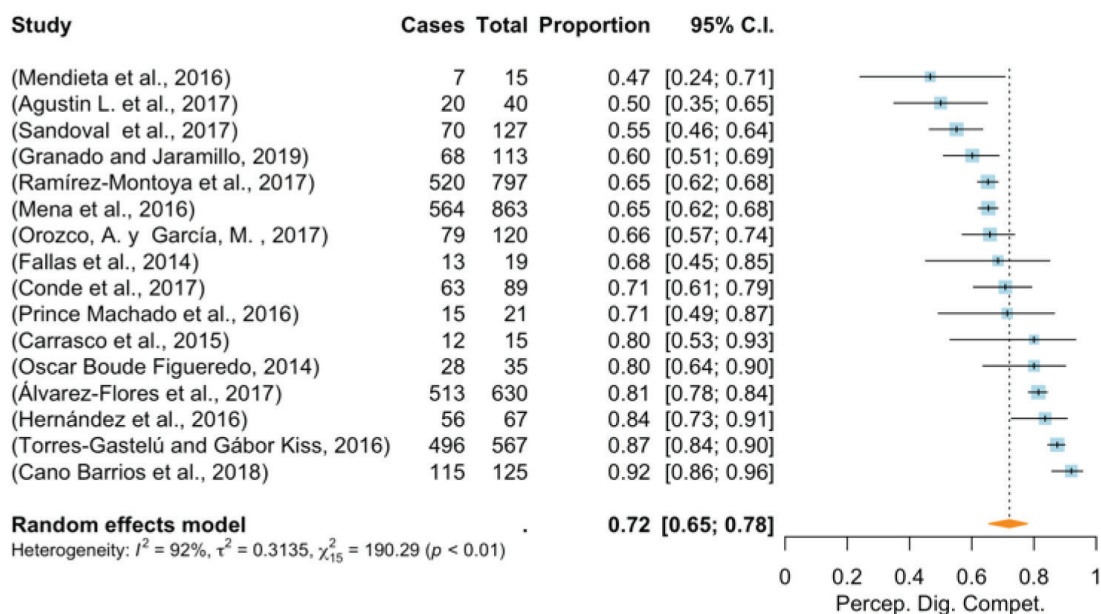 Study Cases Total Proportion 95% C.I.
(Mendieta et al., 2016) 7 15 0.47 [0.24; 0.71]
(Agustin L. et al., 2017) 20 40 0.50 [0.35; 0.65]
(Sandoval et al., 2017) 70 127 0.55 [0.46; 0.64]
(Granado and Jaramillo, 2019) 68 113 0.60 [0.51; 0.69]
(Ramírez-Montoya et al., 2017) 520 797 0.65 [0.62; 0.68]
(Mena et al., 2016) 564 863 0.65 [0.62; 0.68]
(Orozco, A. y García, M. , 2017) 79 120 0.66 [0.57; 0.74]
(Fallas et al., 2014) 13 19 0.68 [0.45; 0.85]
(Conde et al., 2017) 63 89 0.71 [0.61; 0.79]
(Prince Machado et al., 2016) 15 21 0.71 [0.49; 0.87]
(Carrasco et al., 2015) 12 15 0.80 [0.53; 0.93]
(Oscar Boude Figueredo, 2014) 28 35 0.80 [0.64; 0.90]
(Álvarez-Flores et al., 2017) 513 630 0.81 [0.78; 0.84]
(Hernández et al., 2016) 56 67 0.84 [0.73; 0.91]
(Torres-Gastelú and Gábor Kiss, 2016) 496 567 0.87 [0.84; 0.90]
(Cano Barrios et al., 2018) 115 125 0.92 [0.86; 0.96]
Random effects model . 0.72 [0.65; 0.78]
Heterogeneity: I² = 92%, τ² = 0.3135, χ²₁₅ = 190.29 (p < 0.01)
0 0.2 0.4 0.6 0.8 1
Percep. Dig. Compet.